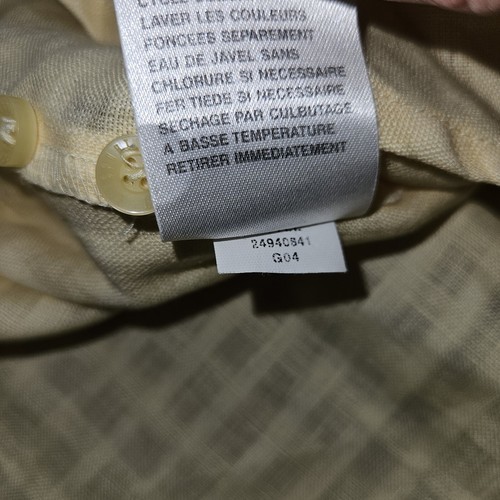 LAVER LES COULEURS
FONCEES SEPAREMENT
EAU DE JAVEL SANS
CHLORURE SI NECESSAIRE
FER TIEDE SI NECESSAIRE
SECHAGE PAR CULBUTAGE
A BASSE TEMPERATURE
RETIRER IMMEDIATEMENT
24940841
G04